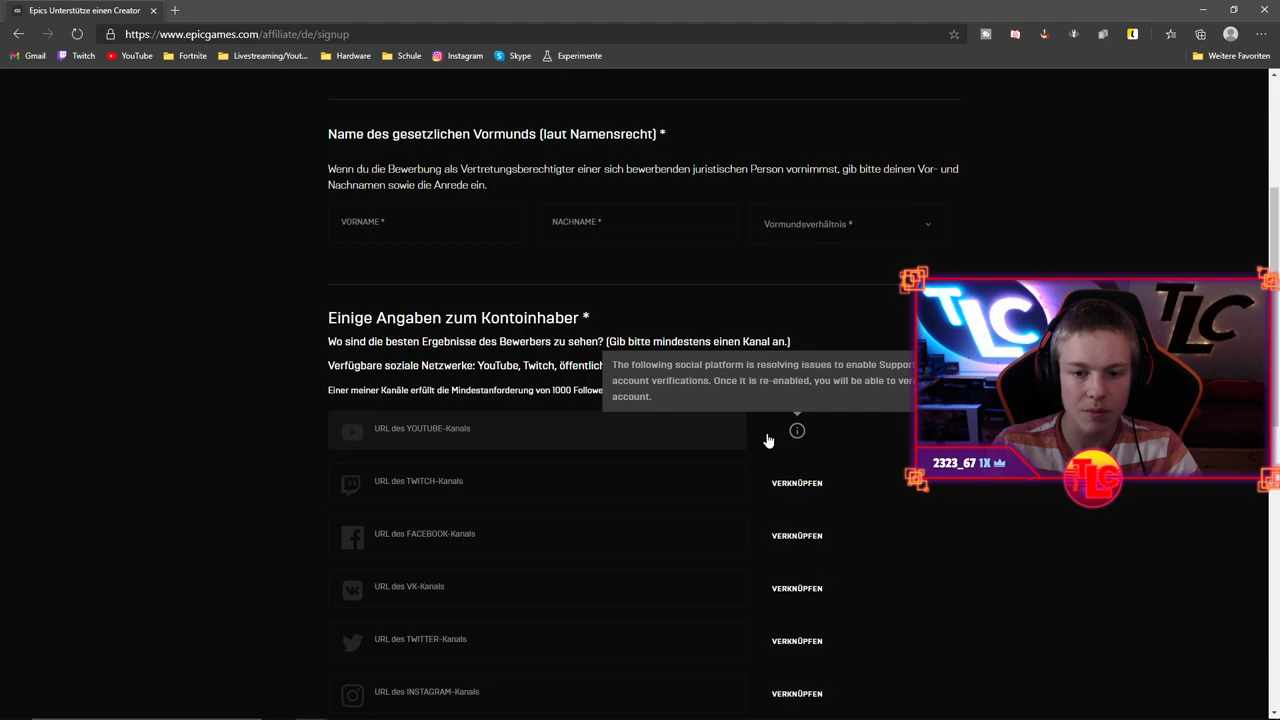 Epics Unterstütze einen Creator
https://www.epicgames.com/affiliate/de/signup
Gmail Twitch YouTube Fortnite Livestreaming/Yout... Hardware Schule Instagram Skype Experimente Weitere Favoriten
Name des gesetzlichen Vormunds (laut Namensrecht) *
Wenn du die Bewerbung als Vertretungsberechtigter einer sich bewerbenden juristischen Person vornimmst, gib bitte deinen Vor- und
Nachnamen sowie die Anrede ein.
VORNAME * NACHNAME * Vormundsverhältnis *
Einige Angaben zum Kontoinhaber *
Wo sind die besten Ergebnisse des Bewerbers zu sehen? (Gib bitte mindestens einen Kanal an.)
Verfügbare soziale Netzwerke: YouTube, Twitch, öffentlich
The following social platform is resolving issues to enable Support
account verifications. Once it is re-enabled, you will be able to ver
account.
Einer meiner Kanäle erfüllt die Mindestanforderung von 1000 Followe
URL des YOUTUBE-Kanals
URL des TWITCH-Kanals VERKNÜPFEN
URL des FACEBOOK-Kanals VERKNÜPFEN
URL des VK-Kanals VERKNÜPFEN
URL des TWITTER-Kanals VERKNÜPFEN
URL des INSTAGRAM-Kanals VERKNÜPFEN
TLC
TLC
2323_67 1X
TLC